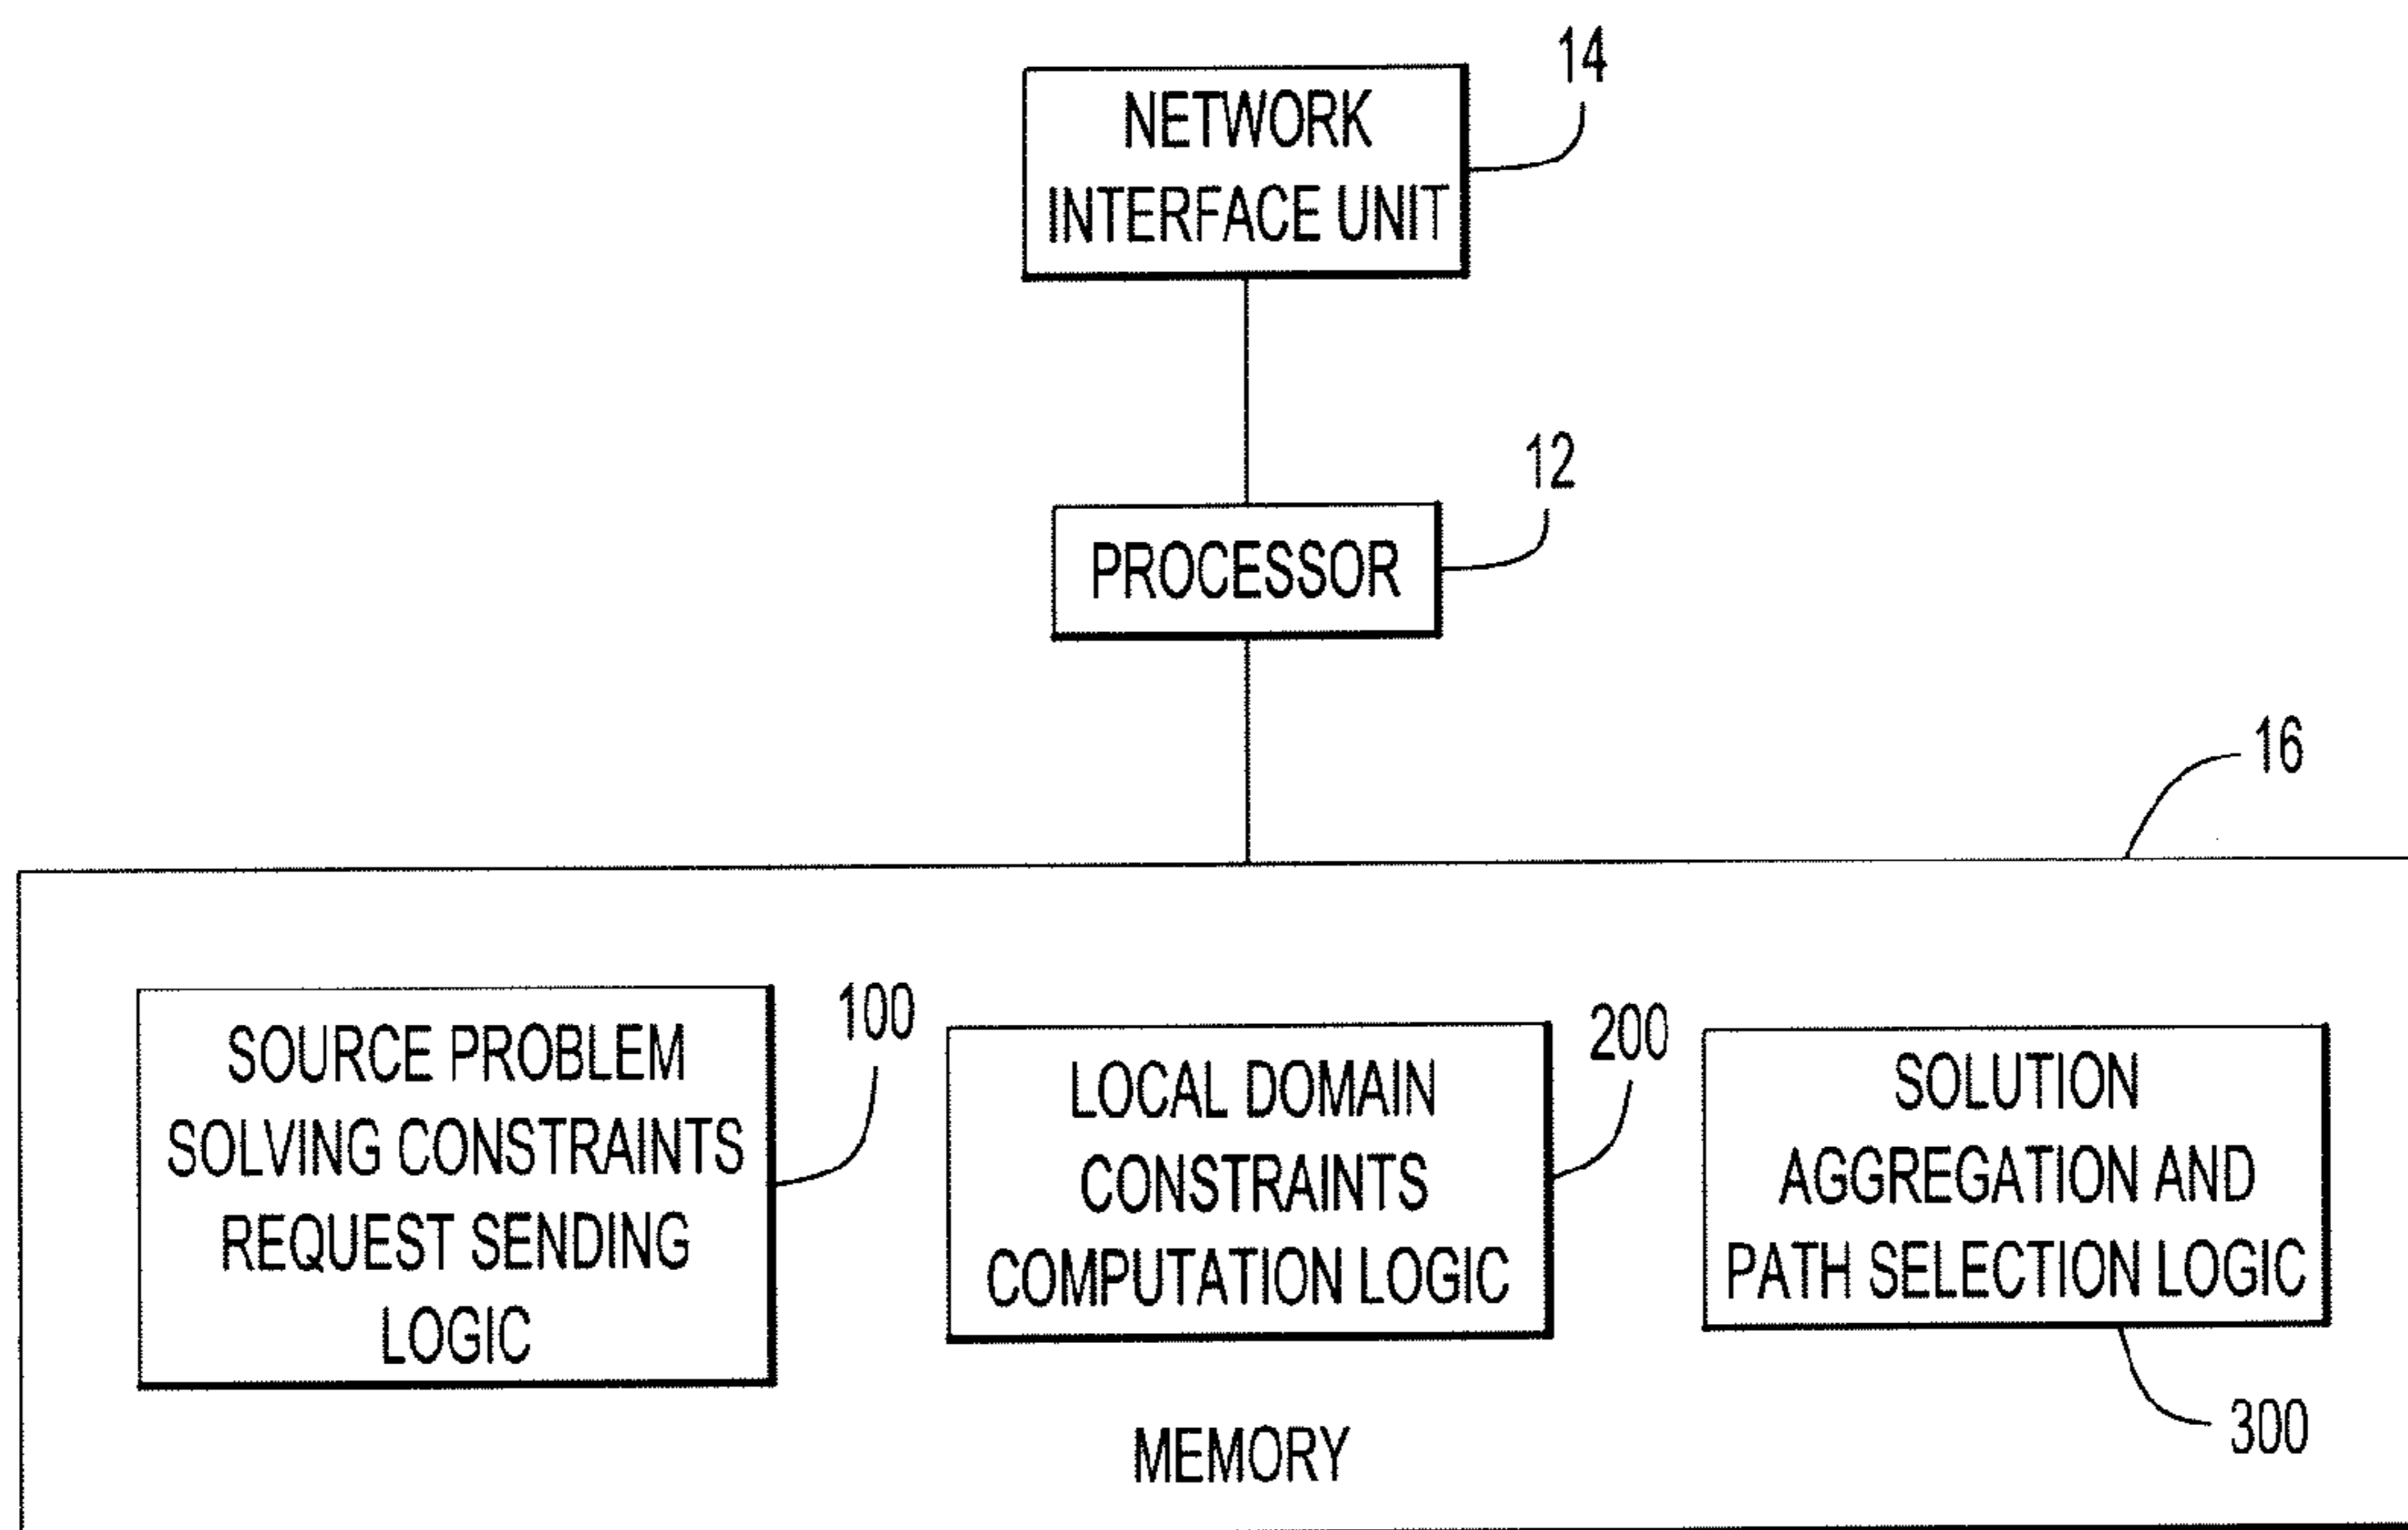 14
NETWORK
INTERFACE UNIT
12
PROCESSOR
16
100
SOURCE PROBLEM
SOLVING CONSTRAINTS
REQUEST SENDING
LOGIC
200
LOCAL DOMAIN
CONSTRAINTS
COMPUTATION LOGIC
SOLUTION
AGGREGATION AND
PATH SELECTION LOGIC
300
MEMORY